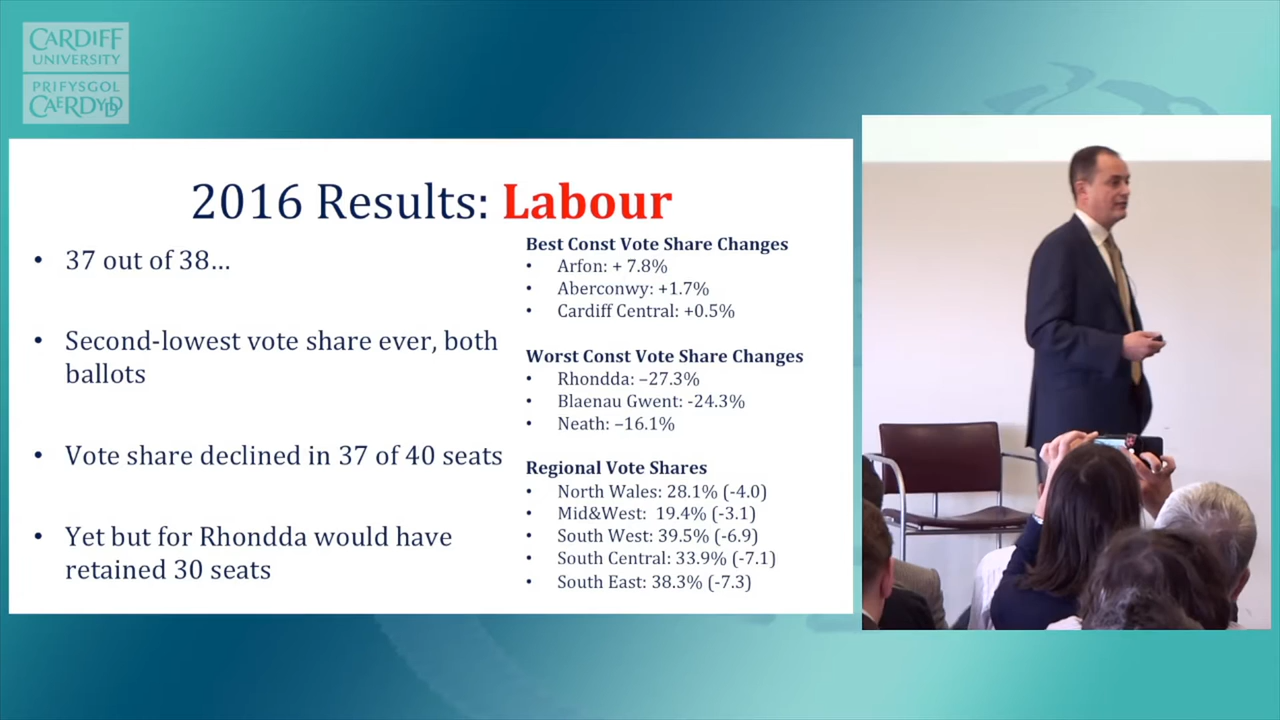 CARDIFF
UNIVERSITY
PRIFYSGOL
CAERDYDD
2016 Results: Labour
• 37 out of 38...
• Second-lowest vote share ever, both
ballots
• Vote share declined in 37 of 40 seats
• Yet but for Rhondda would have
retained 30 seats
Best Const Vote Share Changes
• Arfon: + 7.8%
• Aberconwy: +1.7%
• Cardiff Central: +0.5%
Worst Const Vote Share Changes
• Rhondda: –27.3%
• Blaenau Gwent: -24.3%
• Neath: –16.1%
Regional Vote Shares
• North Wales: 28.1% (-4.0)
• Mid&West: 19.4% (-3.1)
• South West: 39.5% (-6.9)
• South Central: 33.9% (-7.1)
• South East: 38.3% (-7.3)